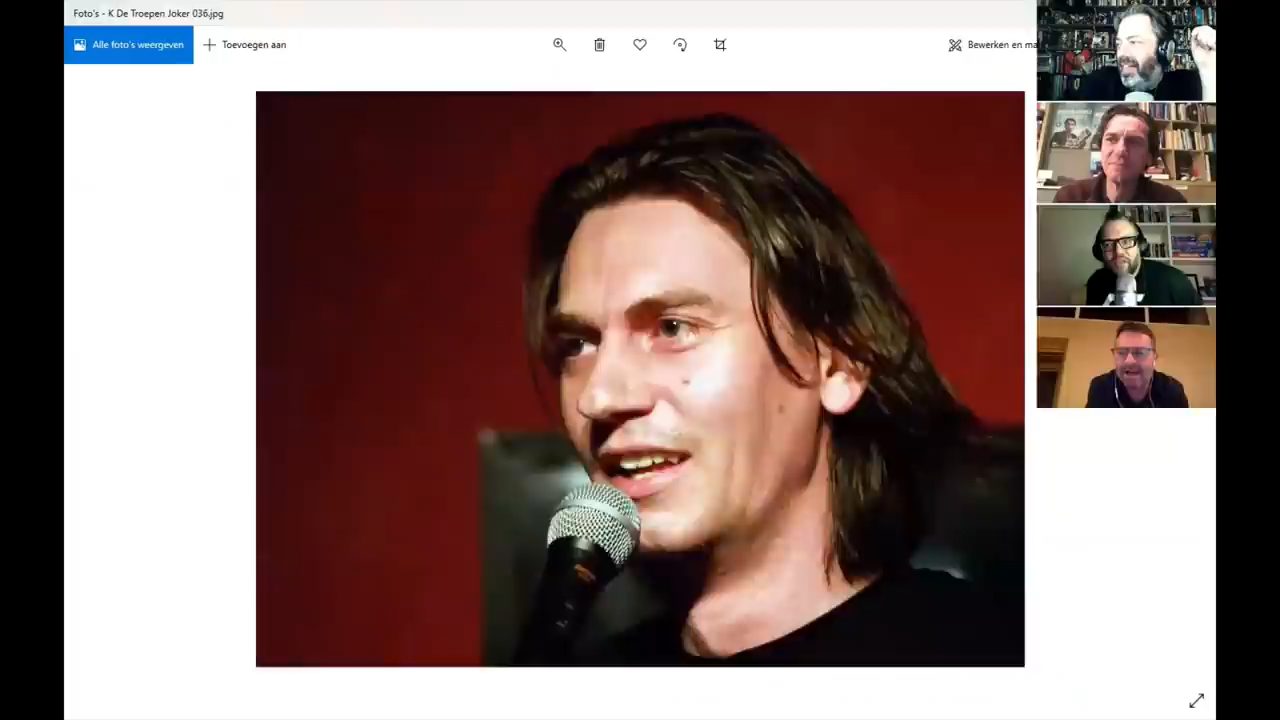 Foto's - K De Troepen Joker 036.jpg
Alle foto's weergeven
Toevoegen aan
Bewerken en ma